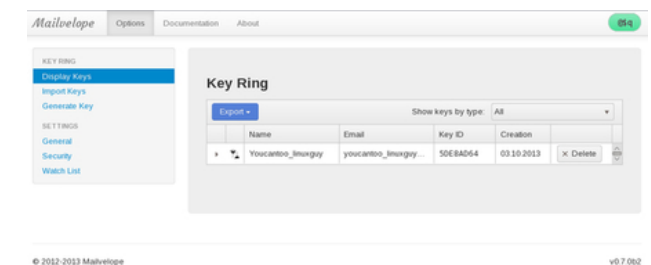 Mailvelope Options Documentation About
KEY RING
Display Keys
Import Keys
Generate Key
SETTINGS
General
Security
Watch List
Key Ring
Export Show keys by type: All
Name Email Key ID Creation
Youcantoo_linuxguy youcantoo_linuxguy... 5DE8AD64 03.10.2013 × Delete
© 2012-2013 Mailvelope v0.7.0b2